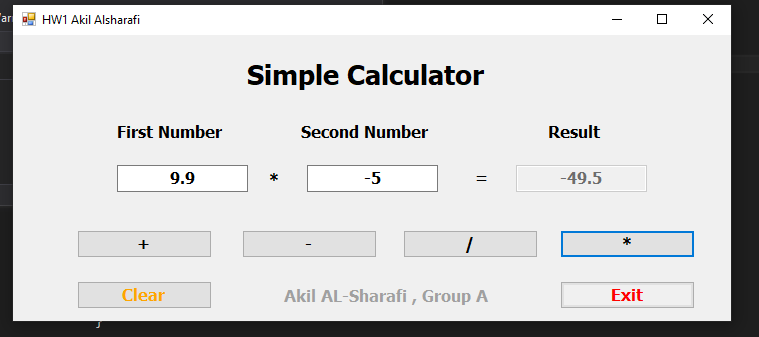 HW1 Akil Alsharafi
Simple Calculator
First Number Second Number Result
9.9 * -5 = -49.5
+ - / *
Clear Akil AL-Sharafi , Group A Exit
}